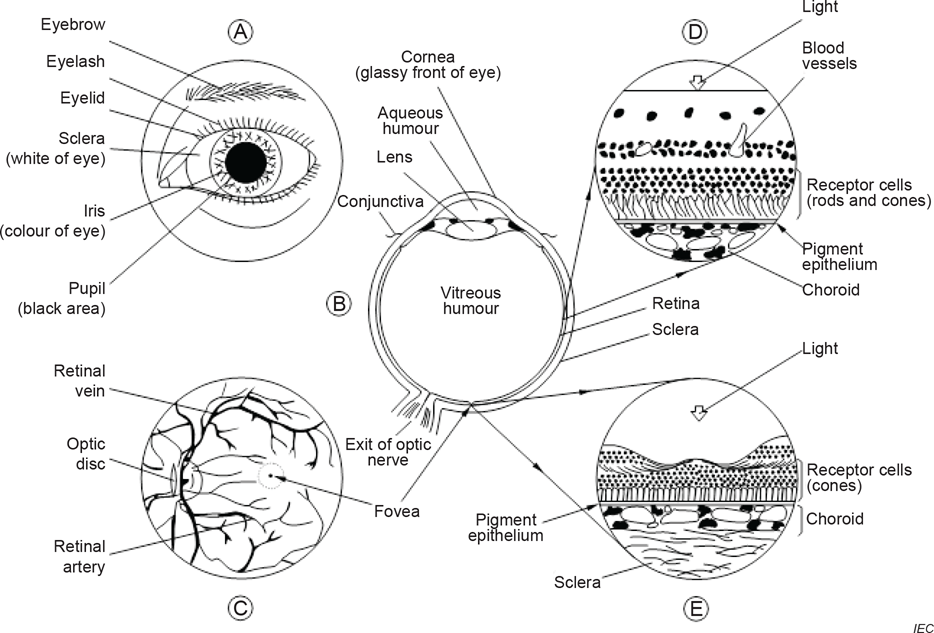 A
Eyebrow
Eyelash
Eyelid
Sclera
(white of eye)
Iris
(colour of eye)
Pupil
(black area)
B
Cornea
(glassy front of eye)
Aqueous
humour
Lens
Conjunctiva
Vitreous
humour
Retina
Sclera
Exit of optic
nerve
Fovea
C
Retinal
vein
Optic
disc
Retinal
artery
D
Light
Blood
vessels
Receptor cells
(rods and cones)
Pigment
epithelium
Choroid
E
Light
Receptor cells
(cones)
Choroid
Pigment
epithelium
Sclera
IEC